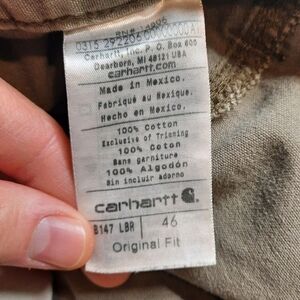 Carhartt, Inc. P.O. Box 600
Dearborn, MI 48121 USA
carhartt.com
Made in Mexico.
Fabriqué au Mexique.
Hecho en Mexico.
100% Cotton
Exclusive of Trimming
100% Coton
Sans garniture
100% Algodón
Sin incluir adorno
carhartt
B147 LBR
46
Original Fit